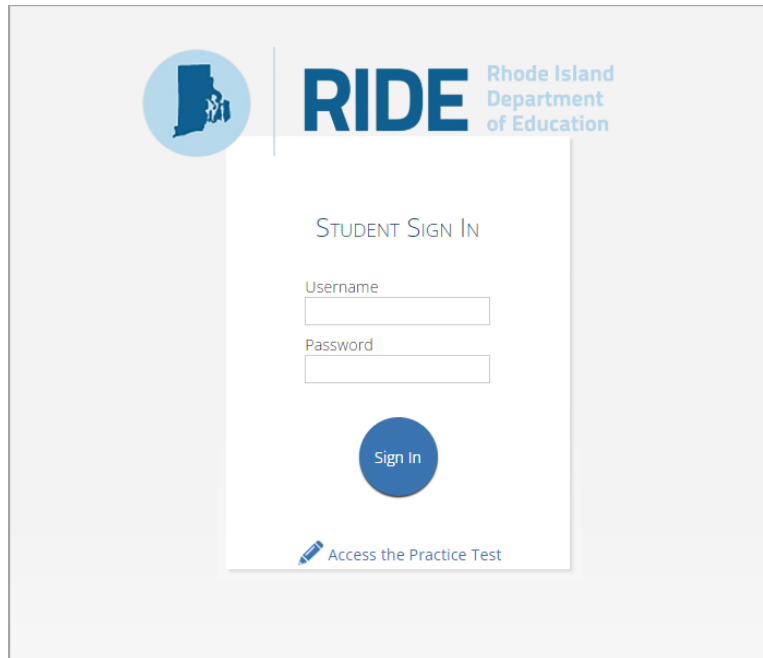 RIDE
Rhode Island
Department
of Education
Student Sign In
Username
Password
Sign In
Access the Practice Test